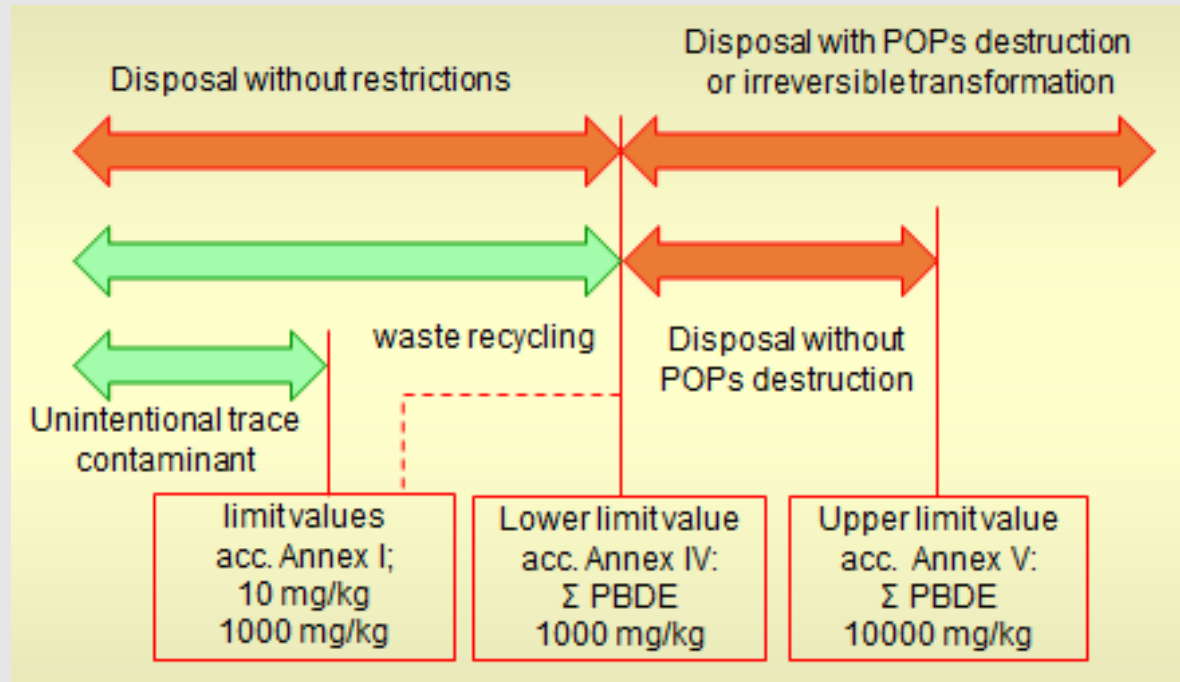 Disposal without restrictions
Disposal with POPs destruction
or irreversible transformation
waste recycling
Disposal without
POPs destruction
Unintentional trace
contaminant
limit values
acc. Annex I;
10 mg/kg
1000 mg/kg
Lower limit value
acc. Annex IV:
Σ PBDE
1000 mg/kg
Upper limit value
acc. Annex V:
Σ PBDE
10000 mg/kg